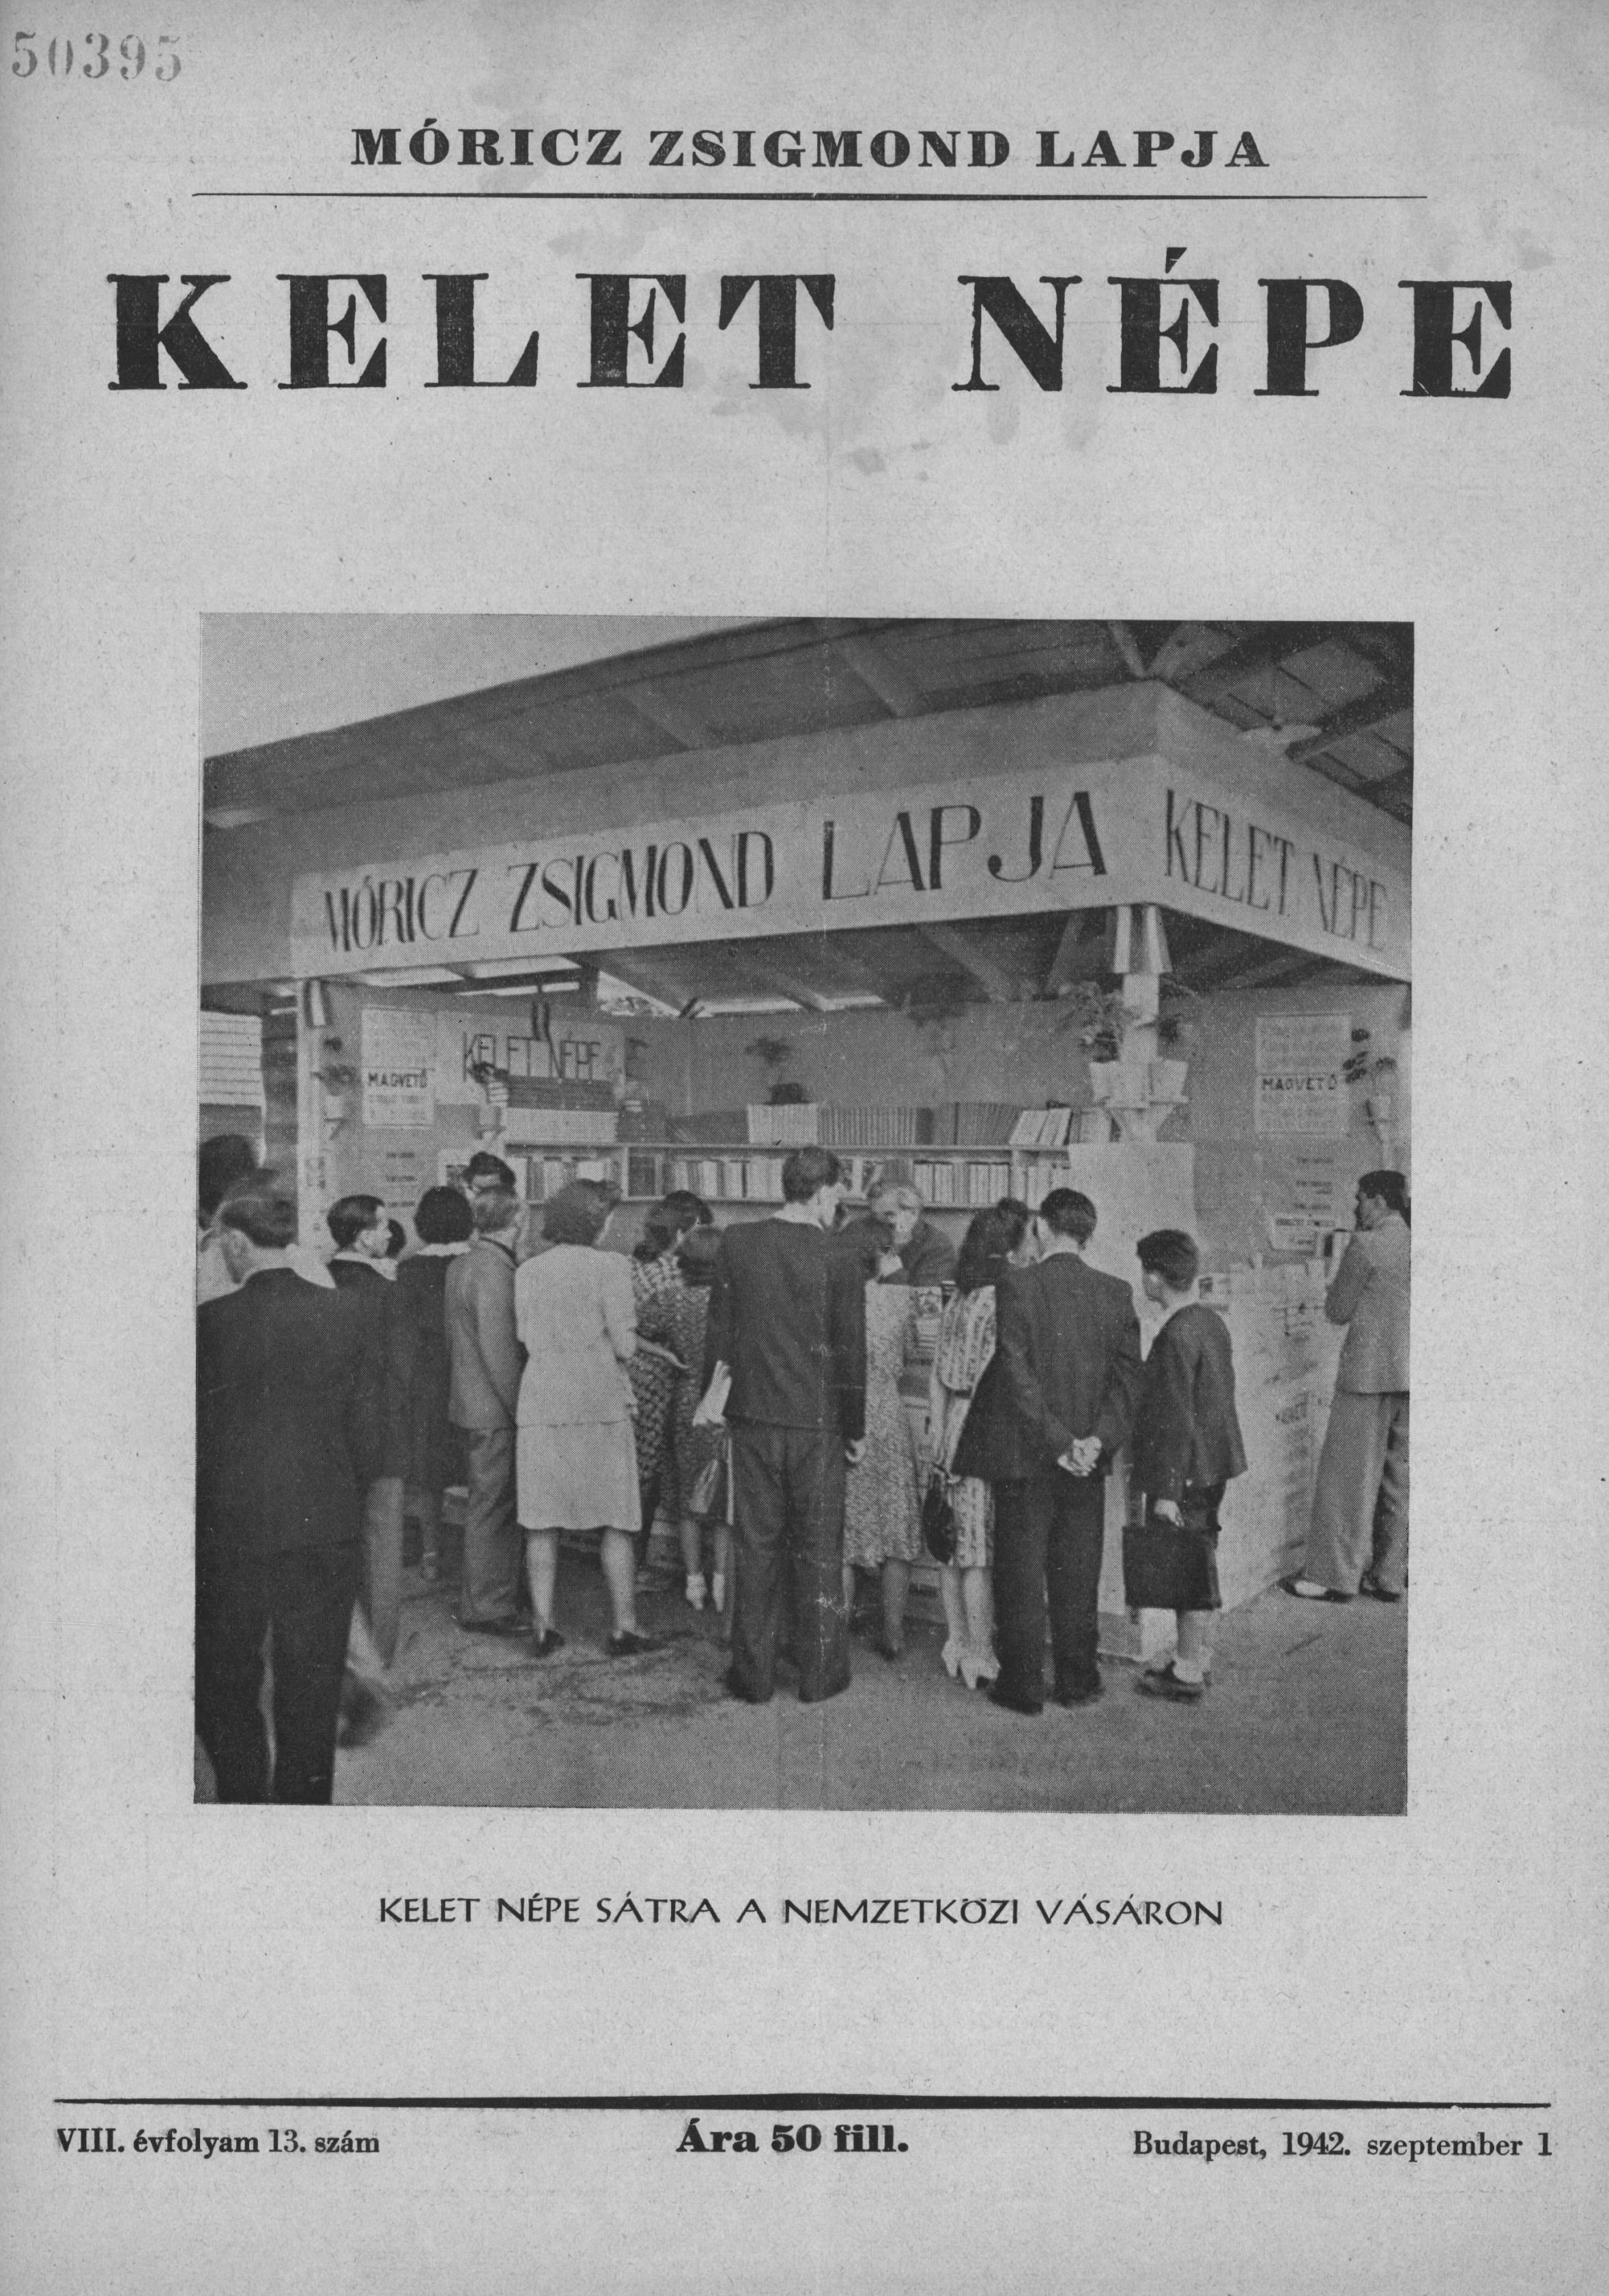 50395
MÓRICZ ZSIGMOND LAPJA
KELET NÉPE
MÓRICZ ZSIGMOND LAPJA
KELET NÉPE
KELET NÉPE
MAGVETŐ
MAGVETŐ
KELET NÉPE SÁTRA A NEMZETKÖZI VÁSÁRON
VIII. évfolyam 13. szám
Ára 50 fill.
Budapest, 1942. szeptember 1